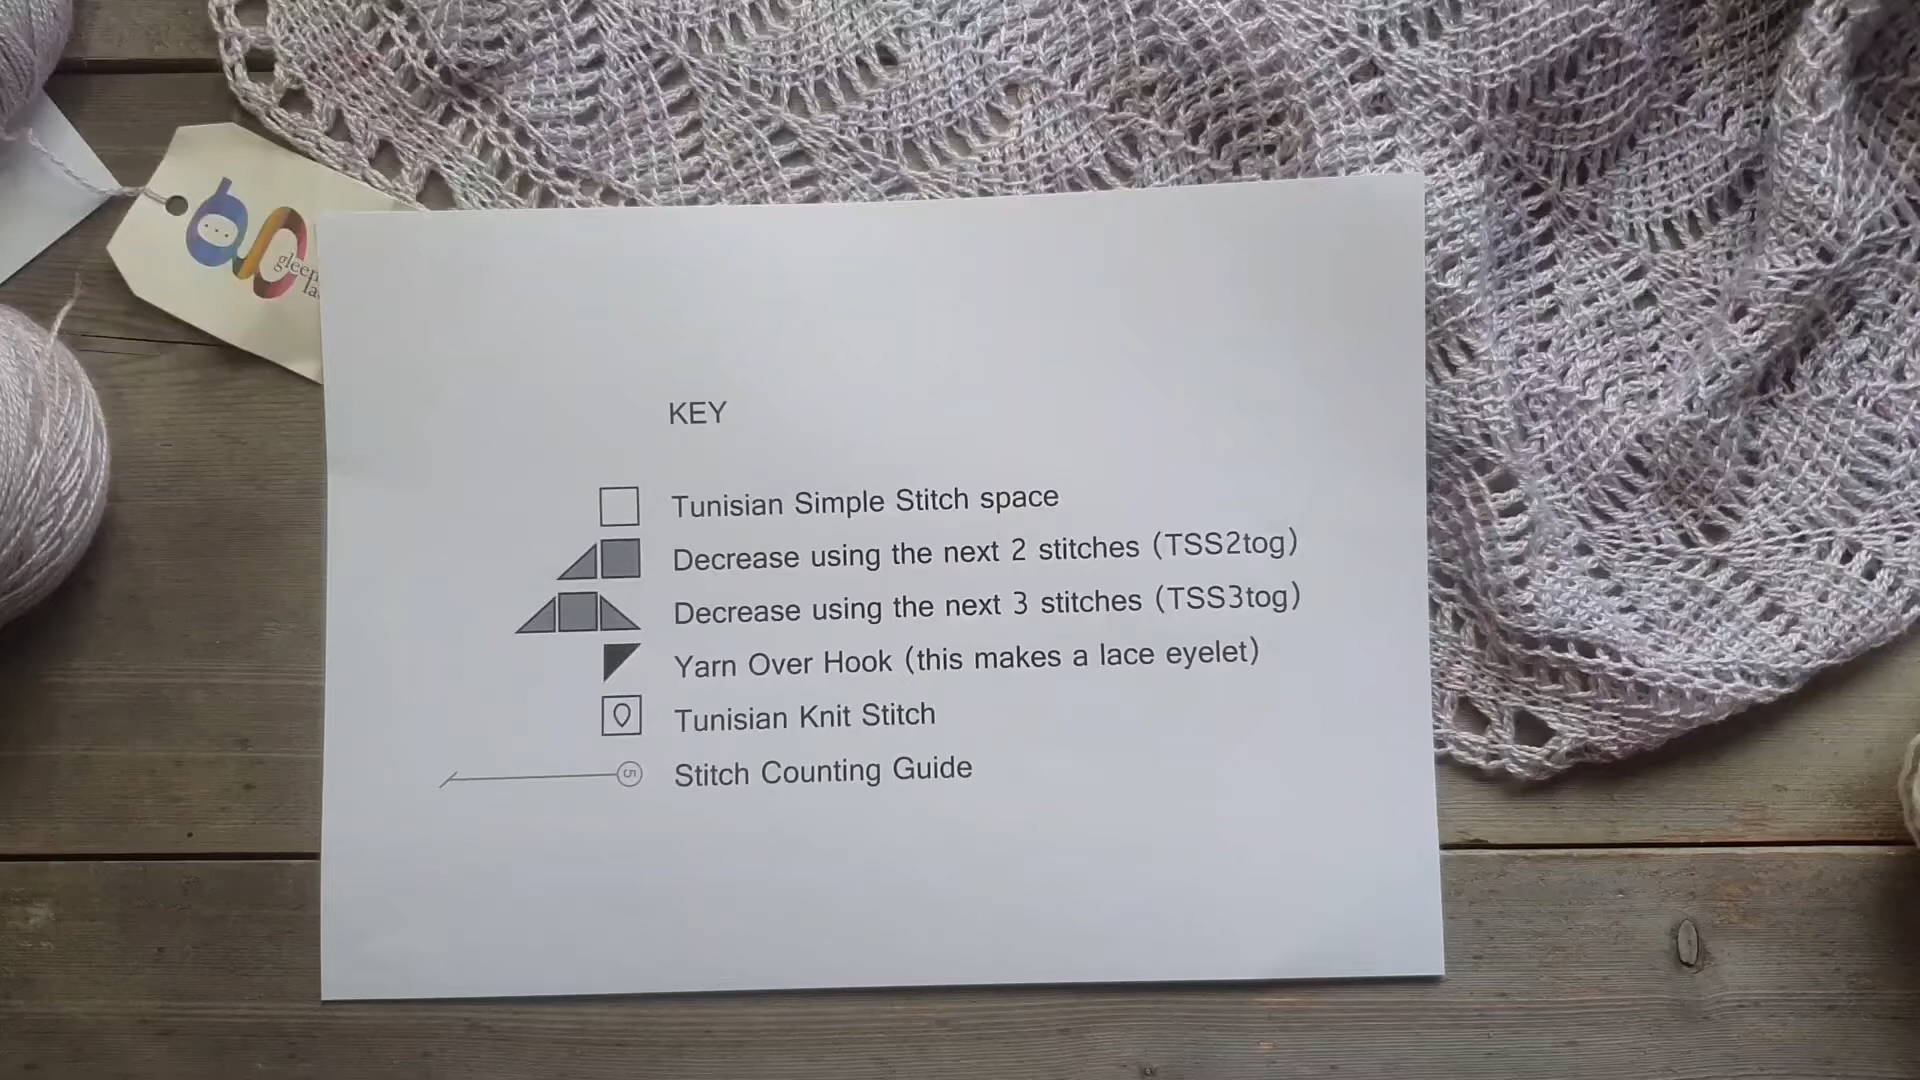 KEY
Tunisian Simple Stitch space
Decrease using the next 2 stitches (TSS2tog)
Decrease using the next 3 stitches (TSS3tog)
Yarn Over Hook (this makes a lace eyelet)
Tunisian Knit Stitch
5
Stitch Counting Guide